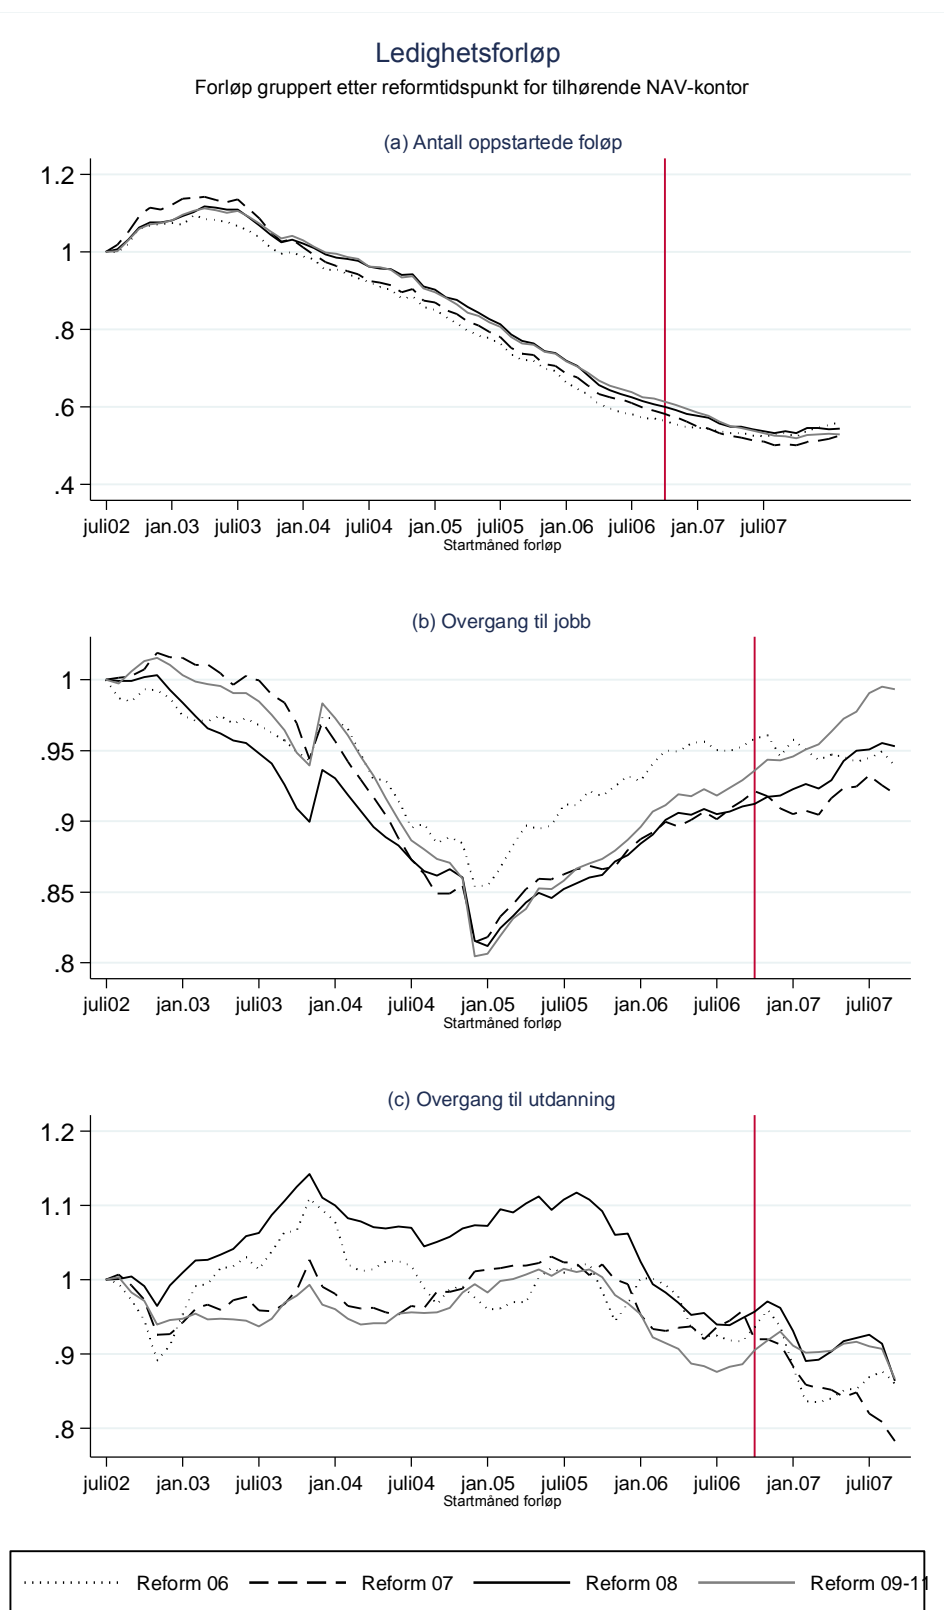 Ledighetsforløp
Forløp gruppert etter reformtidspunkt for tilhørende NAV-kontor
(a) Antall oppstartede foløp
1.2
1
.8
.6
.4
juli02 jan.03 juli03 jan.04 juli04 jan.05 juli05 jan.06 juli06 jan.07 juli07
Startmåned forløp
(b) Overgang til jobb
1
.95
.9
.85
.8
juli02 jan.03 juli03 jan.04 juli04 jan.05 juli05 jan.06 juli06 jan.07 juli07
Startmåned forløp
(c) Overgang til utdanning
1.2
1.1
1
.9
.8
juli02 jan.03 juli03 jan.04 juli04 jan.05 juli05 jan.06 juli06 jan.07 juli07
Startmåned forløp
Reform 06 Reform 07 Reform 08 Reform 09-11